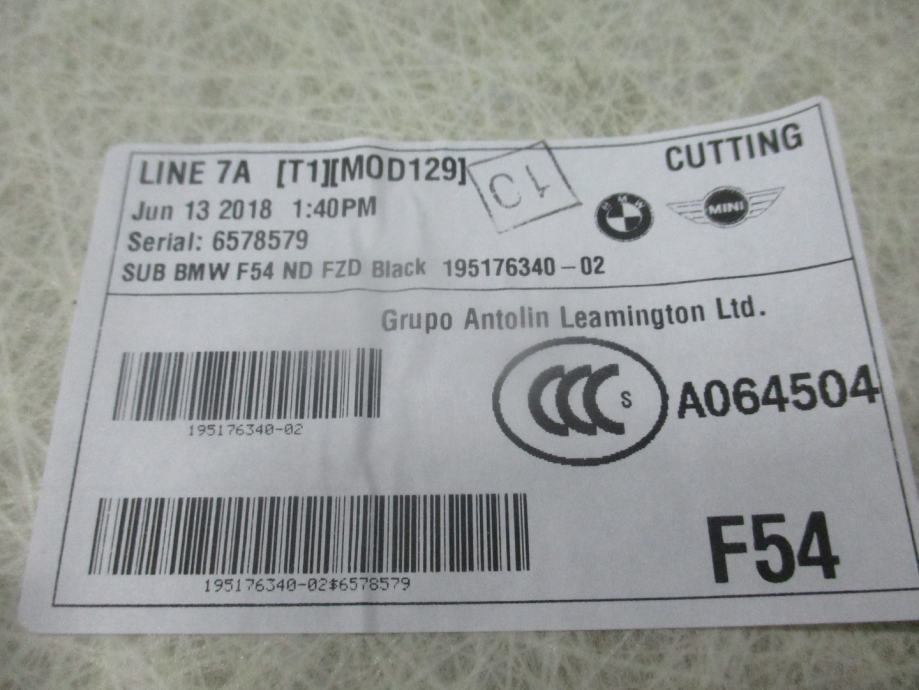 LINE 7A [T1][MOD129]
13
CUTTING
Jun 13 2018 1:40PM
BMW
MINI
Serial: 6578579
SUB BMW F54 ND FZD Black 195176340-02
Grupo Antolin Leamington Ltd.
CCC S A064504
195176340-02
F54
195176340-02$6578579